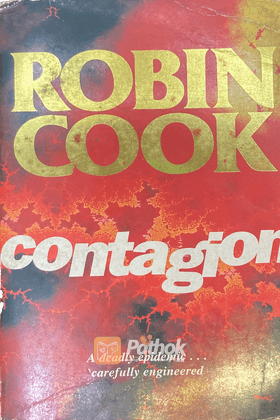 ROBIN
COOK
contagion
Pathok
A deadly epidemic . . .
carefully engineered